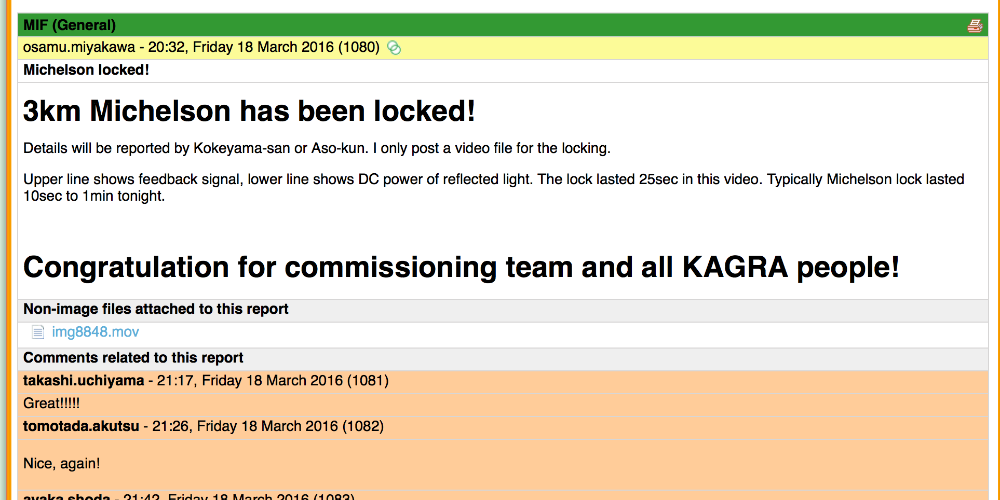 MIF (General)
osamu.miyakawa - 20:32, Friday 18 March 2016 (1080)
Michelson locked!
3km Michelson has been locked!
Details will be reported by Kokeyama-san or Aso-kun. I only post a video file for the locking.
Upper line shows feedback signal, lower line shows DC power of reflected light. The lock lasted 25sec in this video. Typically Michelson lock lasted
10sec to 1min tonight.
Congratulation for commissioning team and all KAGRA people!
Non-image files attached to this report
img8848.mov
Comments related to this report
takashi.uchiyama - 21:17, Friday 18 March 2016 (1081)
Great!!!!!
tomotada.akutsu - 21:26, Friday 18 March 2016 (1082)
Nice, again!
ayaka.shoda - 21:42, Friday 18 March 2016 (1083)